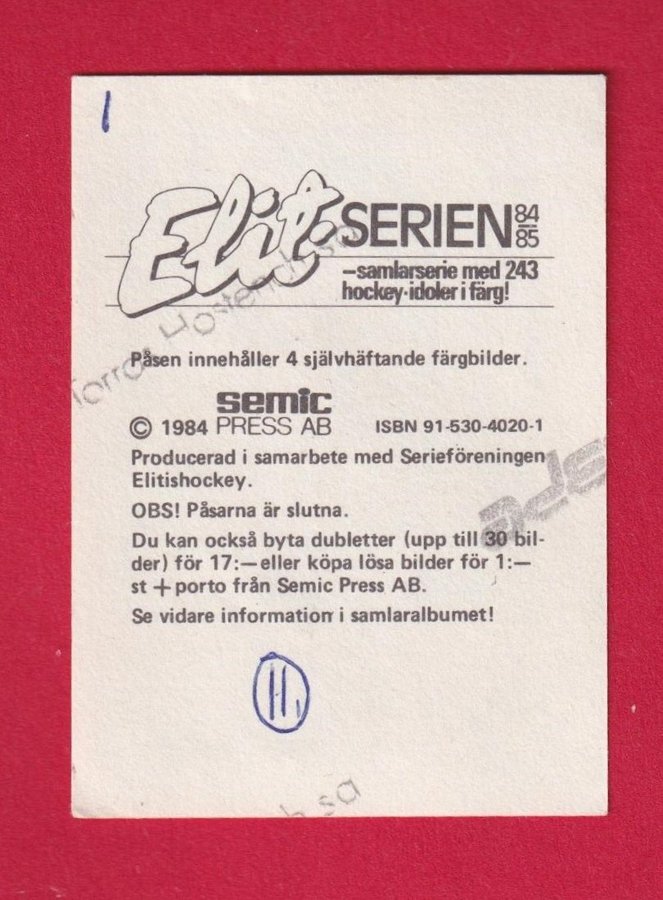 1
Elit-SERIEN 84 85
–samlarserie med 243
hockey-idoler i färg!
Påsen innehåller 4 självhäftande färgbilder.
semic
© 1984 PRESS AB ISBN 91-530-4020-1
Producerad i samarbete med Serieföreningen
Elitishockey.
OBS! Påsarna är slutna.
Du kan också byta dubletter (upp till 30 bil-
der) för 17:— eller köpa lösa bilder för 1:—
st + porto från Semic Press AB.
Se vidare information i samlaralbumet!
11.